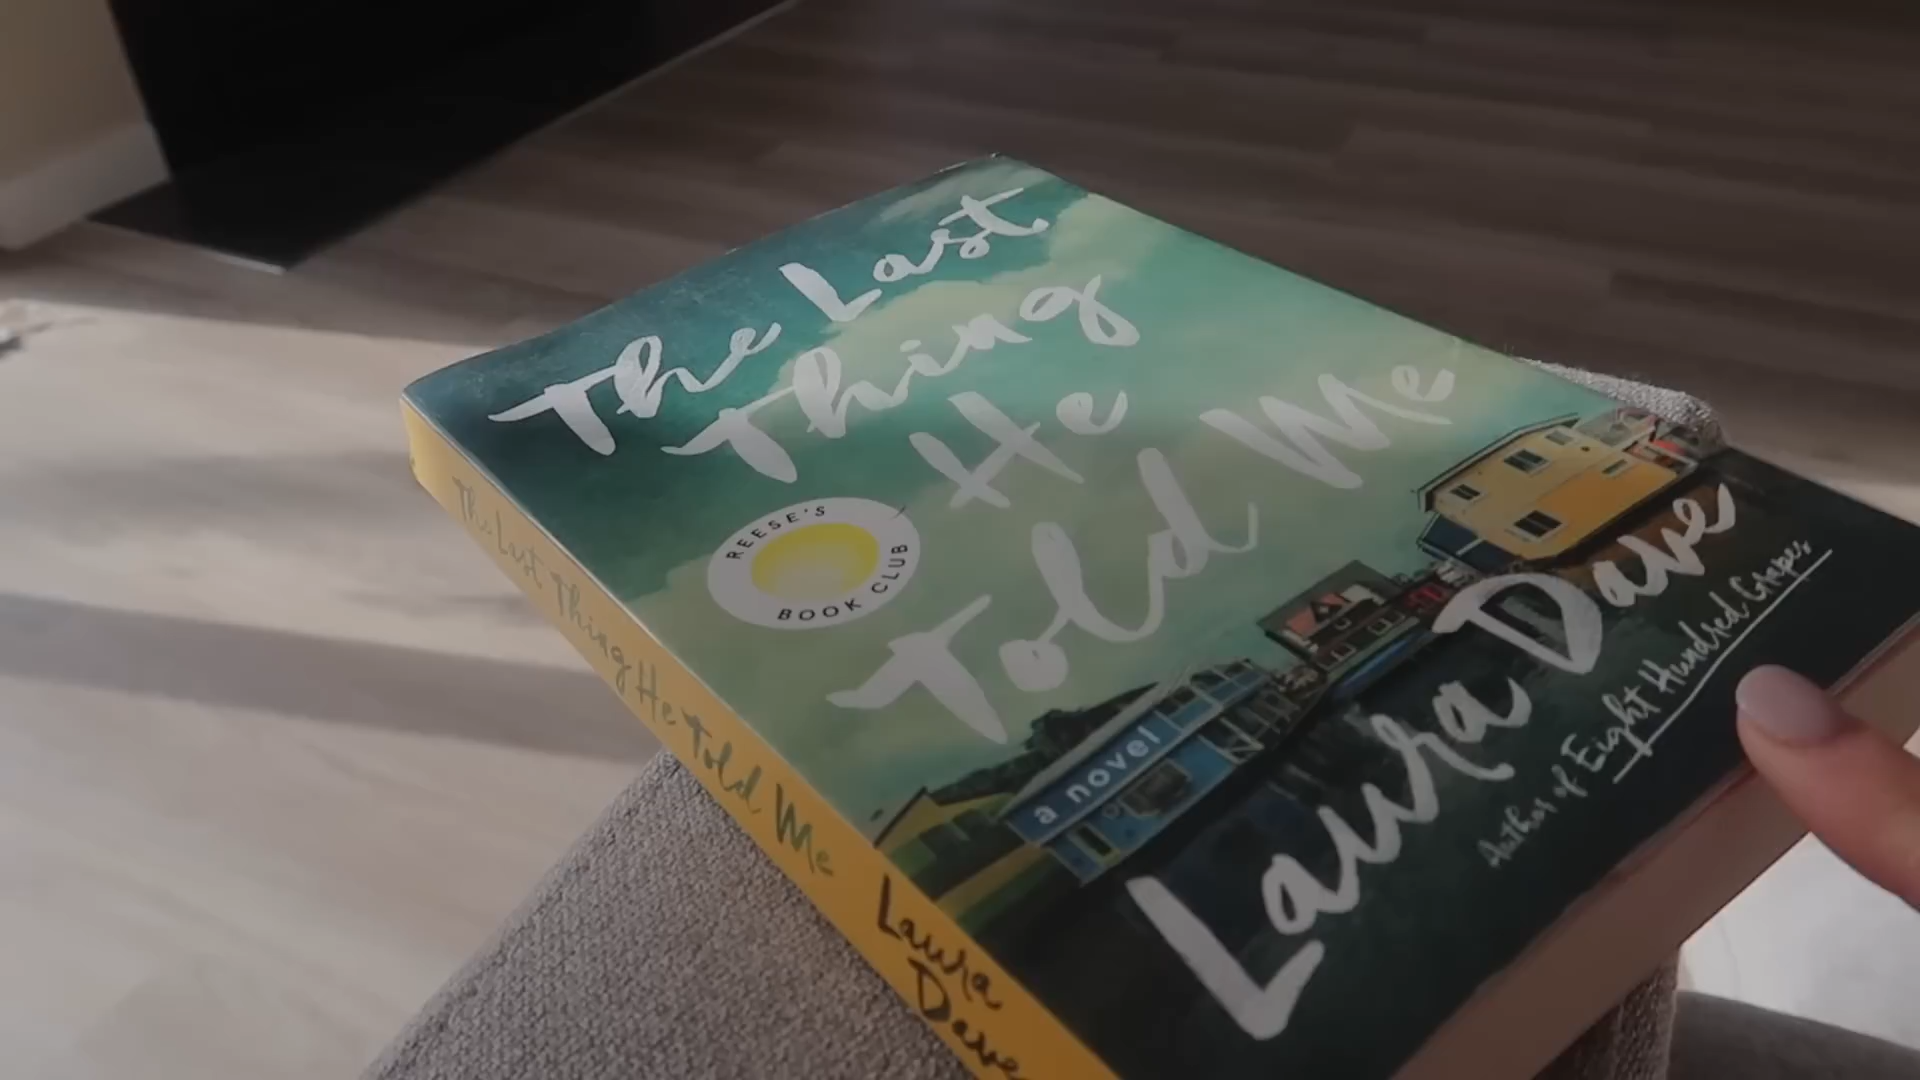 The Last
Thing
He
Told Me
REESE'S
BOOK CLUB
a novel
Laura Dave
Author of Eight Hundred Grapes
The Last Thing He Told Me
Laura
Dave